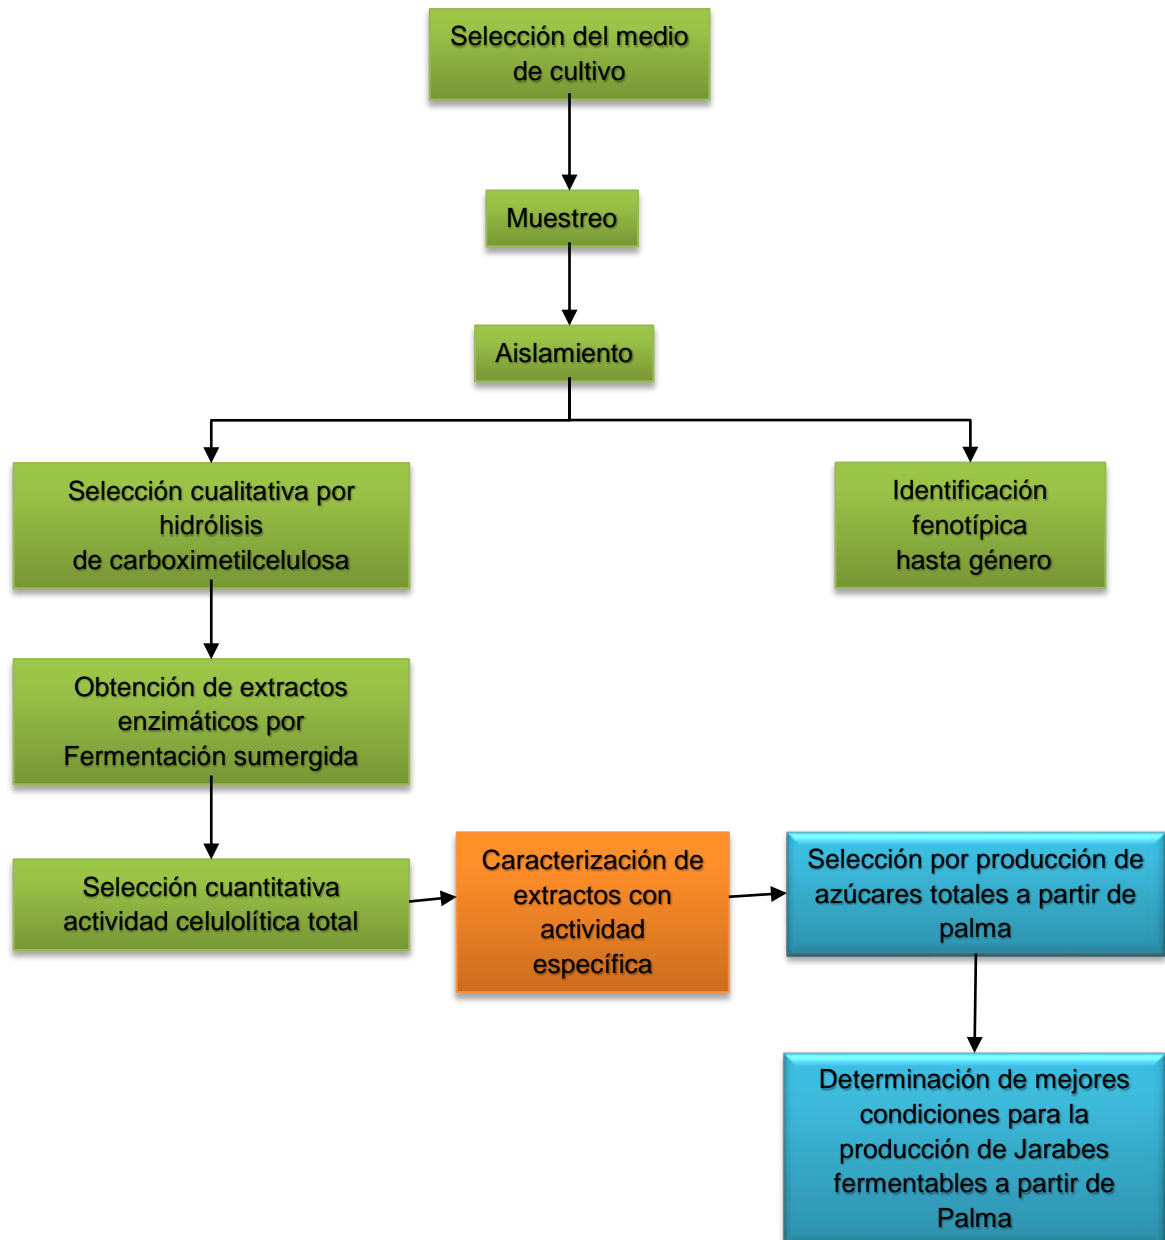 Selección del medio
de cultivo
Muestreo
Aislamiento
Selección cualitativa por
hidrólisis
de carboximetilcelulosa
Identificación
fenotípica
hasta género
Obtención de extractos
enzimáticos por
Fermentación sumergida
Selección cuantitativa
actividad celulolítica total
Caracterización de
extractos con
actividad
específica
Selección por producción de
azúcares totales a partir de
palma
Determinación de mejores
condiciones para la
producción de Jarabes
fermentables a partir de
Palma